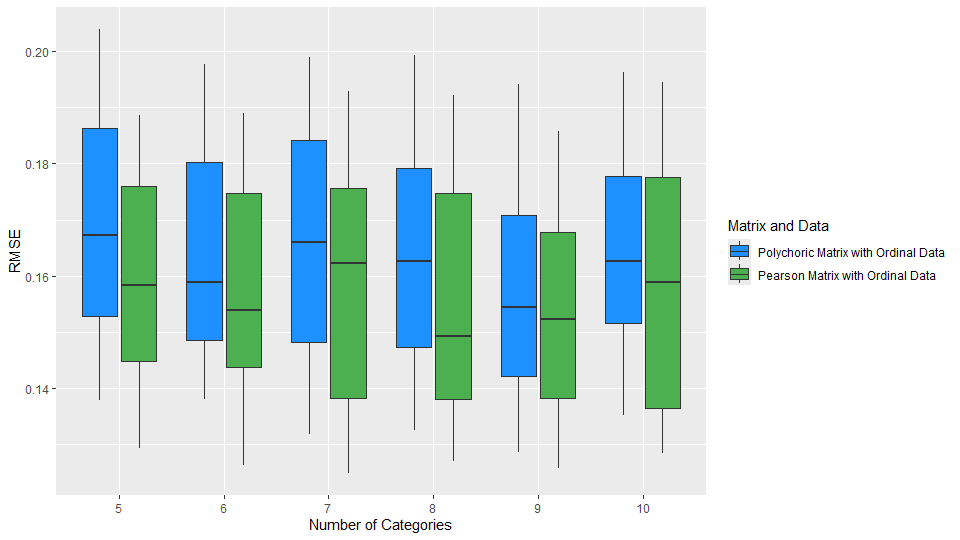 0.20
0.18
0.16
0.14
RMSE
5 6 7 8 9 10
Number of Categories
Matrix and Data
Polychoric Matrix with Ordinal Data
Pearson Matrix with Ordinal Data